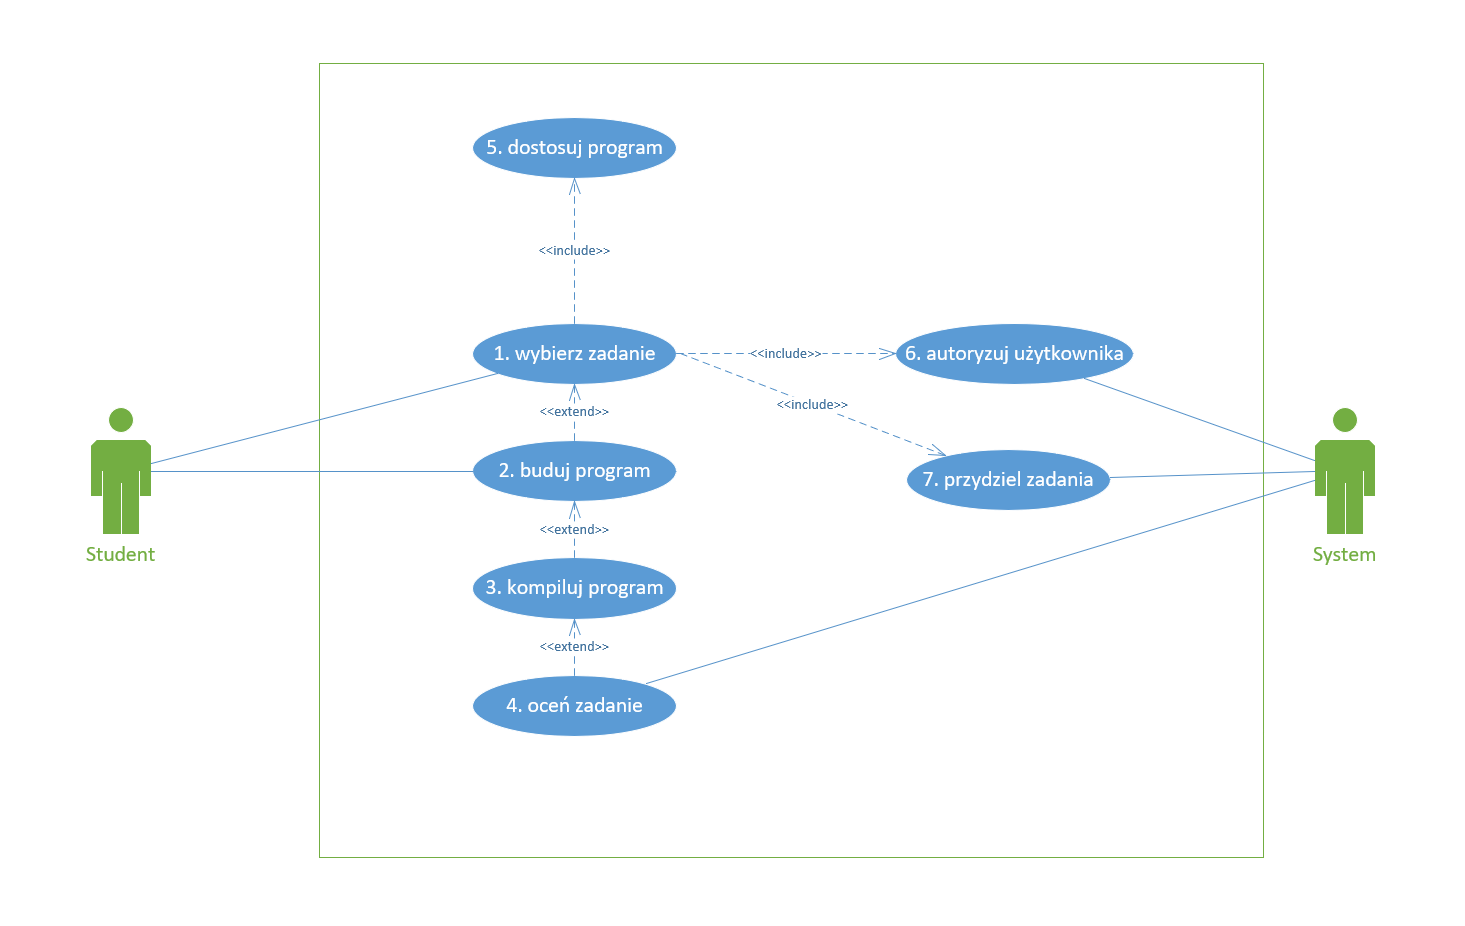 5. dostosuj program
<<include>>
1. wybierz zadanie
<<include>>
6. autoryzuj użytkownika
<<include>>
<<extend>>
2. buduj program
7. przydziel zadania
<<extend>>
Student
System
3. kompiluj program
<<extend>>
4. oceń zadanie